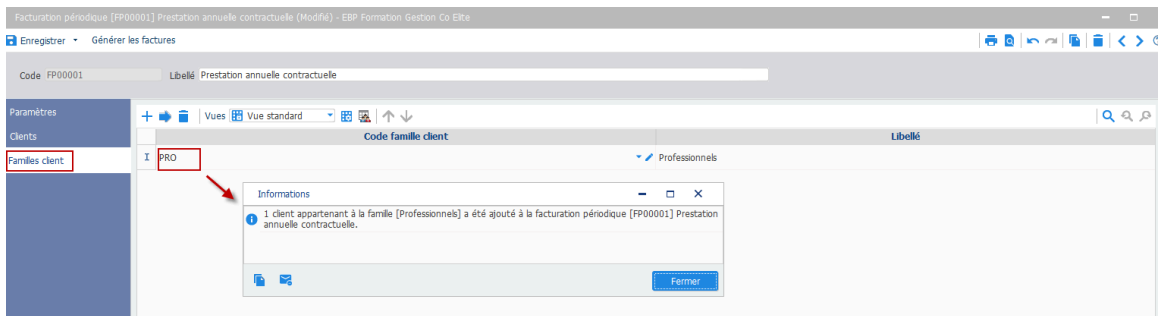 Facturation périodique [FP00001] Prestation annuelle contractuelle (Modifié) - EBP Formation Gestion Co Elite
Enregistrer Générer les factures
Code FP00001 Libellé Prestation annuelle contractuelle
Paramètres
Vues Vue standard
Clients
Code famille client Libellé
Familles client
I PRO Professionnels
Informations
1 client appartenant à la famille [Professionnels] a été ajouté à la facturation périodique [FP00001] Prestation
annuelle contractuelle.
Fermer